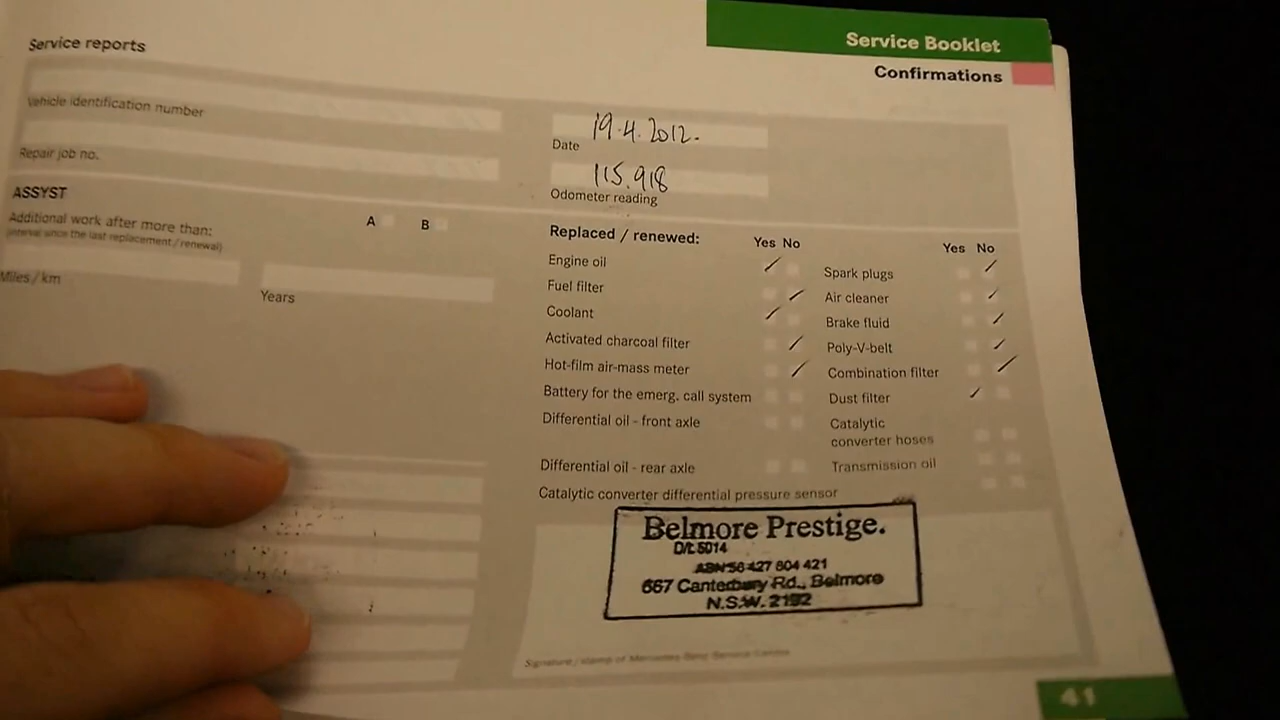 Service Booklet
Confirmations
Service reports
Vehicle identification number
Repair job no.
ASSYST
Additional work after more than:
(interval since the last replacement / renewal)
A B
Miles / km
Years
19.4.2012.
Date
115.918
Odometer reading
Replaced / renewed: Yes No
Engine oil
Fuel filter
Coolant
Activated charcoal filter
Hot-film air-mass meter
Battery for the emerg. call system
Differential oil - front axle
Differential oil - rear axle
Catalytic converter differential pressure sensor
Yes No
Spark plugs
Air cleaner
Brake fluid
Poly-V-belt
Combination filter
Dust filter
Catalytic
converter hoses
Transmission oil
Belmore Prestige.
D/L 5014
ABN 56 427 804 421
667 Canterbury Rd., Belmore
N.S.W. 2192
Signature / stamp of Mercedes-Benz Service Centre
41